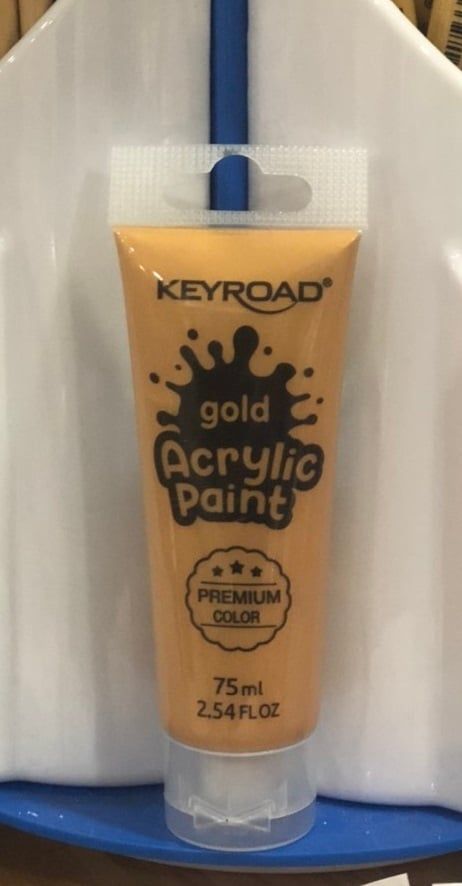 KEYROAD®
gold
Acrylic
Paint
PREMIUM
COLOR
75ml
2.54 FL OZ